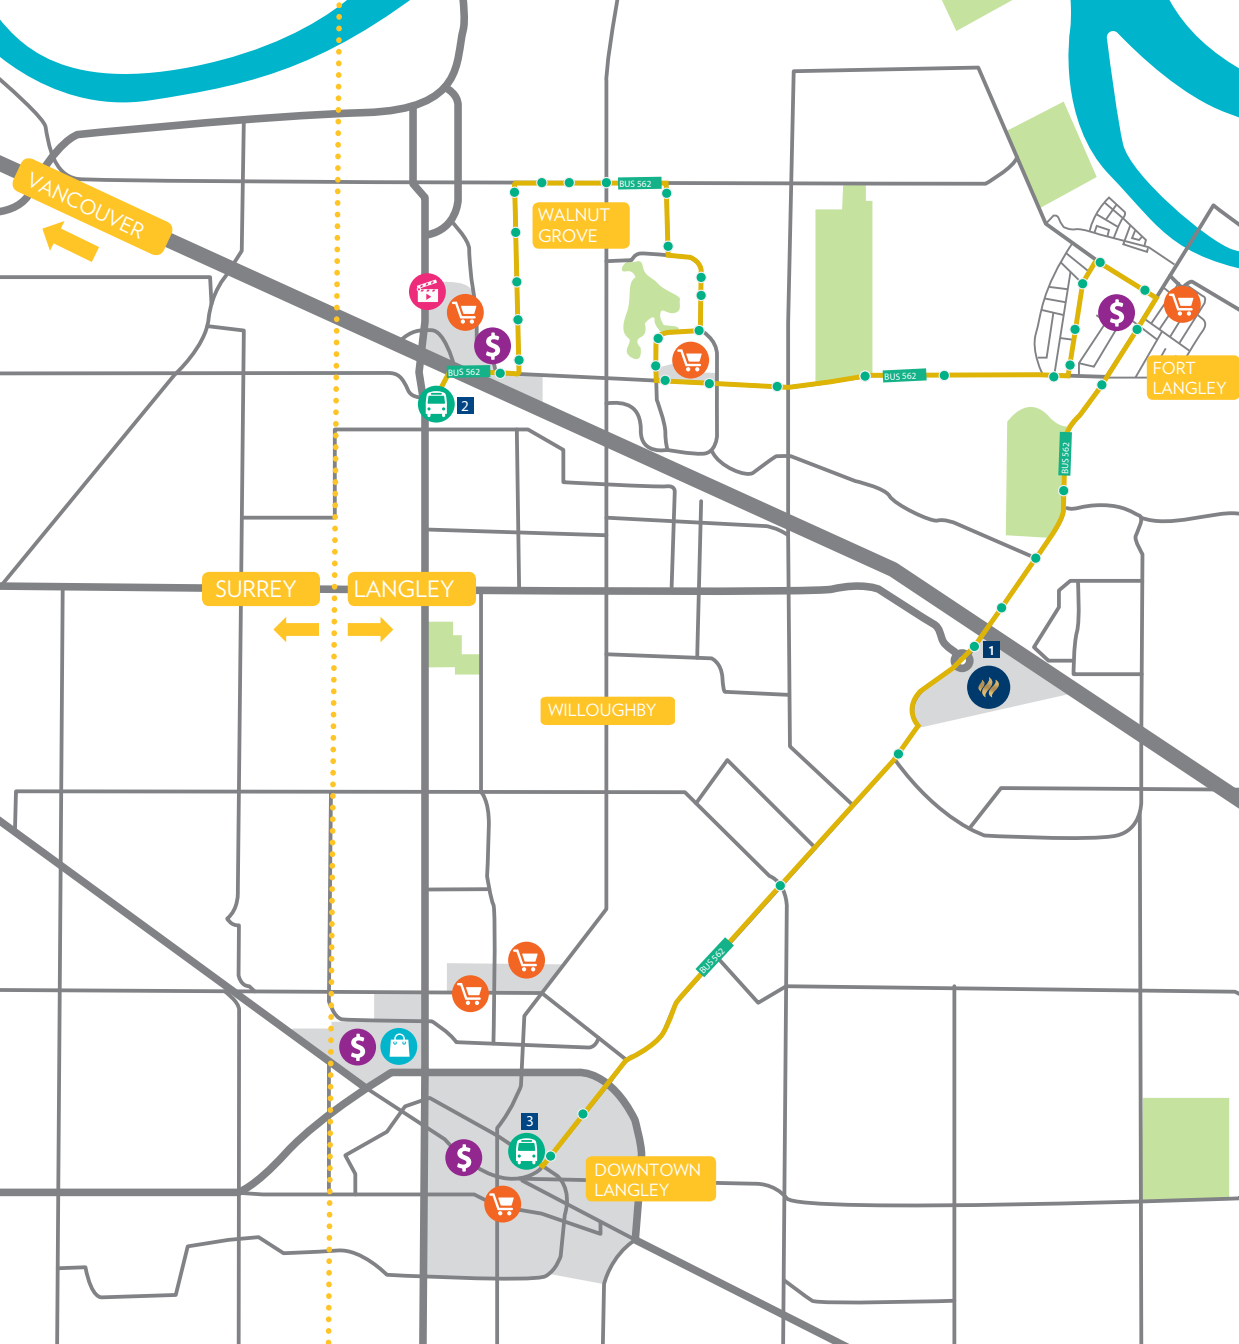 VANCOUVER
BUS 562
WALNUT
GROVE
$
$
BUS 562
BUS 562
FORT
LANGLEY
2
BUS 562
SURREY
LANGLEY
1
WILLOUGHBY
BUS 562
$
3
$
DOWNTOWN
LANGLEY